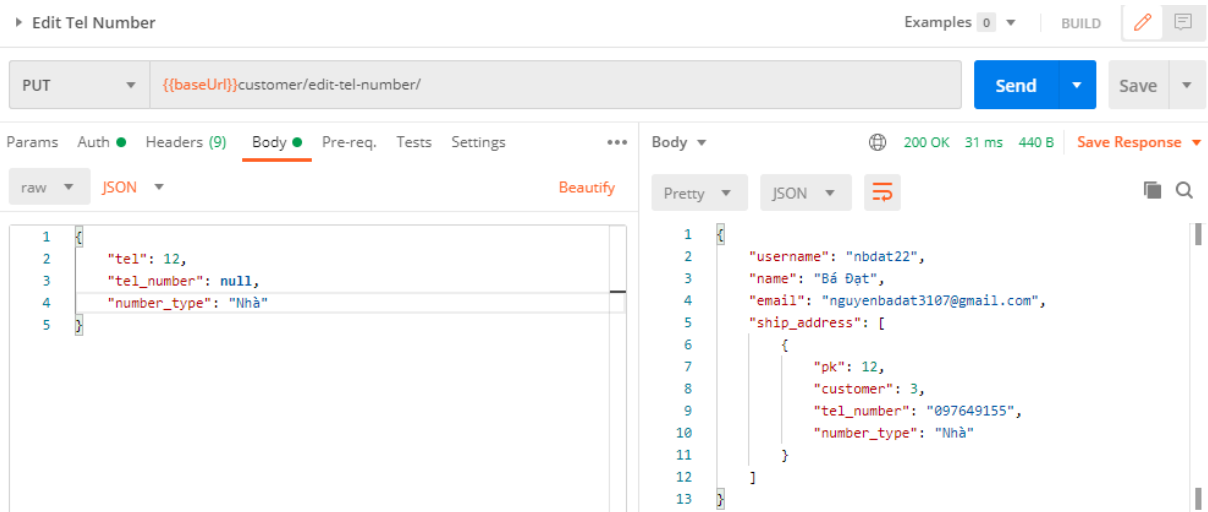 Edit Tel Number
Examples 0
BUILD
PUT
{{baseUrl}}customer/edit-tel-number/
Send
Save
Params Auth Headers (9) Body Pre-req. Tests Settings
raw JSON Beautify
1 {
2 "tel": 12,
3 "tel_number": null,
4 "number_type": "Nhà"
5 }
Body 200 OK 31 ms 440 B Save Response
Pretty JSON
1 {
2 "username": "nbdat22",
3 "name": "Bá Đạt",
4 "email": "nguyenbadat3107@gmail.com",
5 "ship_address": [
6 {
7 "pk": 12,
8 "customer": 3,
9 "tel_number": "097649155",
10 "number_type": "Nhà"
11 }
12 ]
13 }